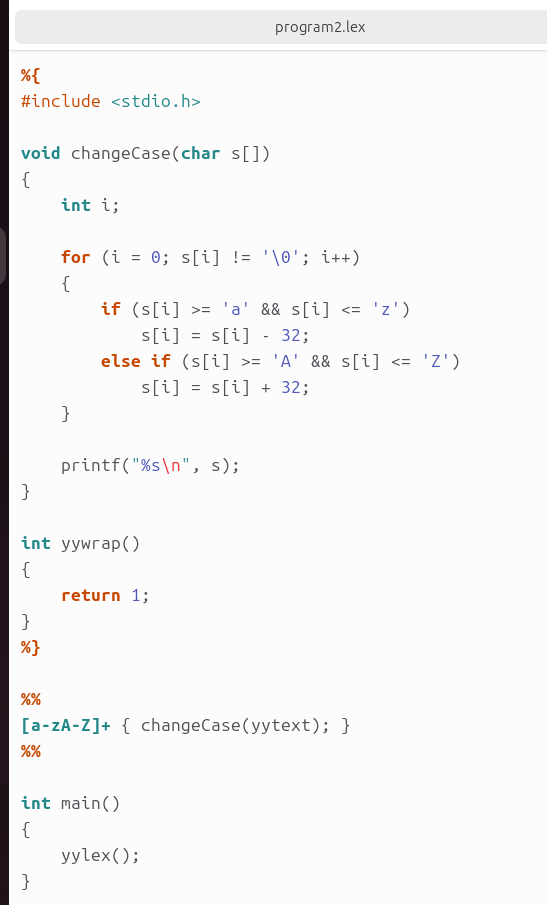 program2.lex
%{
#include <stdio.h>

void changeCase(char s[])
{
    int i;

    for (i = 0; s[i] != '\0'; i++)
    {
        if (s[i] >= 'a' && s[i] <= 'z')
            s[i] = s[i] - 32;
        else if (s[i] >= 'A' && s[i] <= 'Z')
            s[i] = s[i] + 32;
    }

    printf("%s\n", s);
}

int yywrap()
{
    return 1;
}
%}

%%
[a-zA-Z]+ { changeCase(yytext); }
%%

int main()
{
    yylex();
}